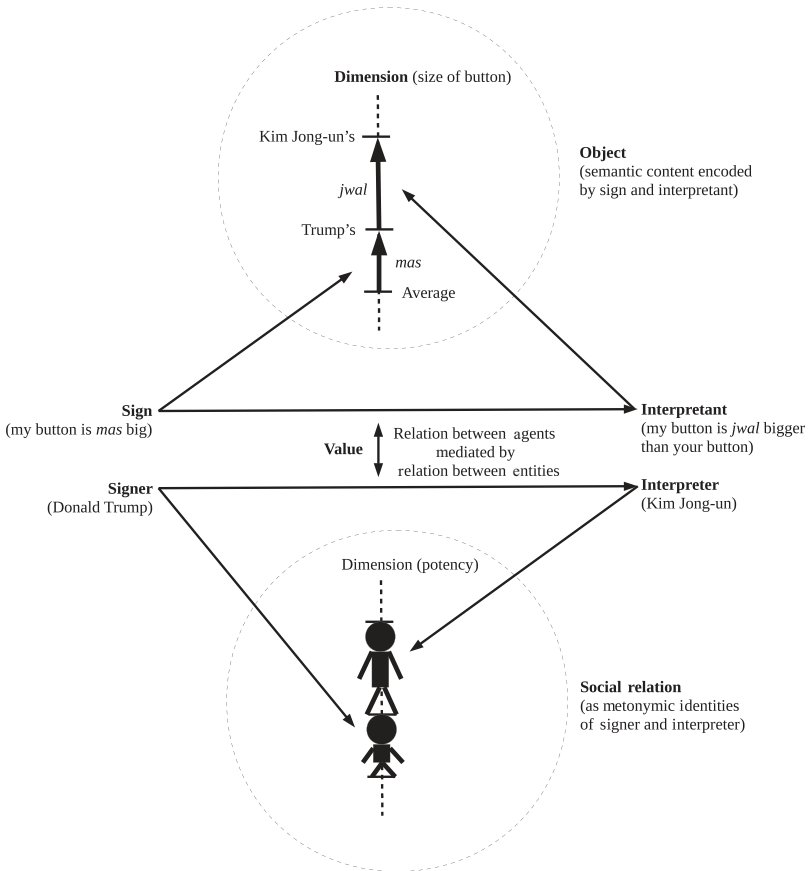 Dimension (size of button)
Kim Jong-un’s
jwal
Trump’s
mas
Average
Object
(semantic content encoded
by sign and interpretant)
Sign
(my button is mas big)
Interpretant
(my button is jwal bigger
than your button)
Value
Relation between agents
mediated by
relation between entities
Signer
(Donald Trump)
Interpreter
(Kim Jong-un)
Dimension (potency)
Social relation
(as metonymic identities
of signer and interpreter)